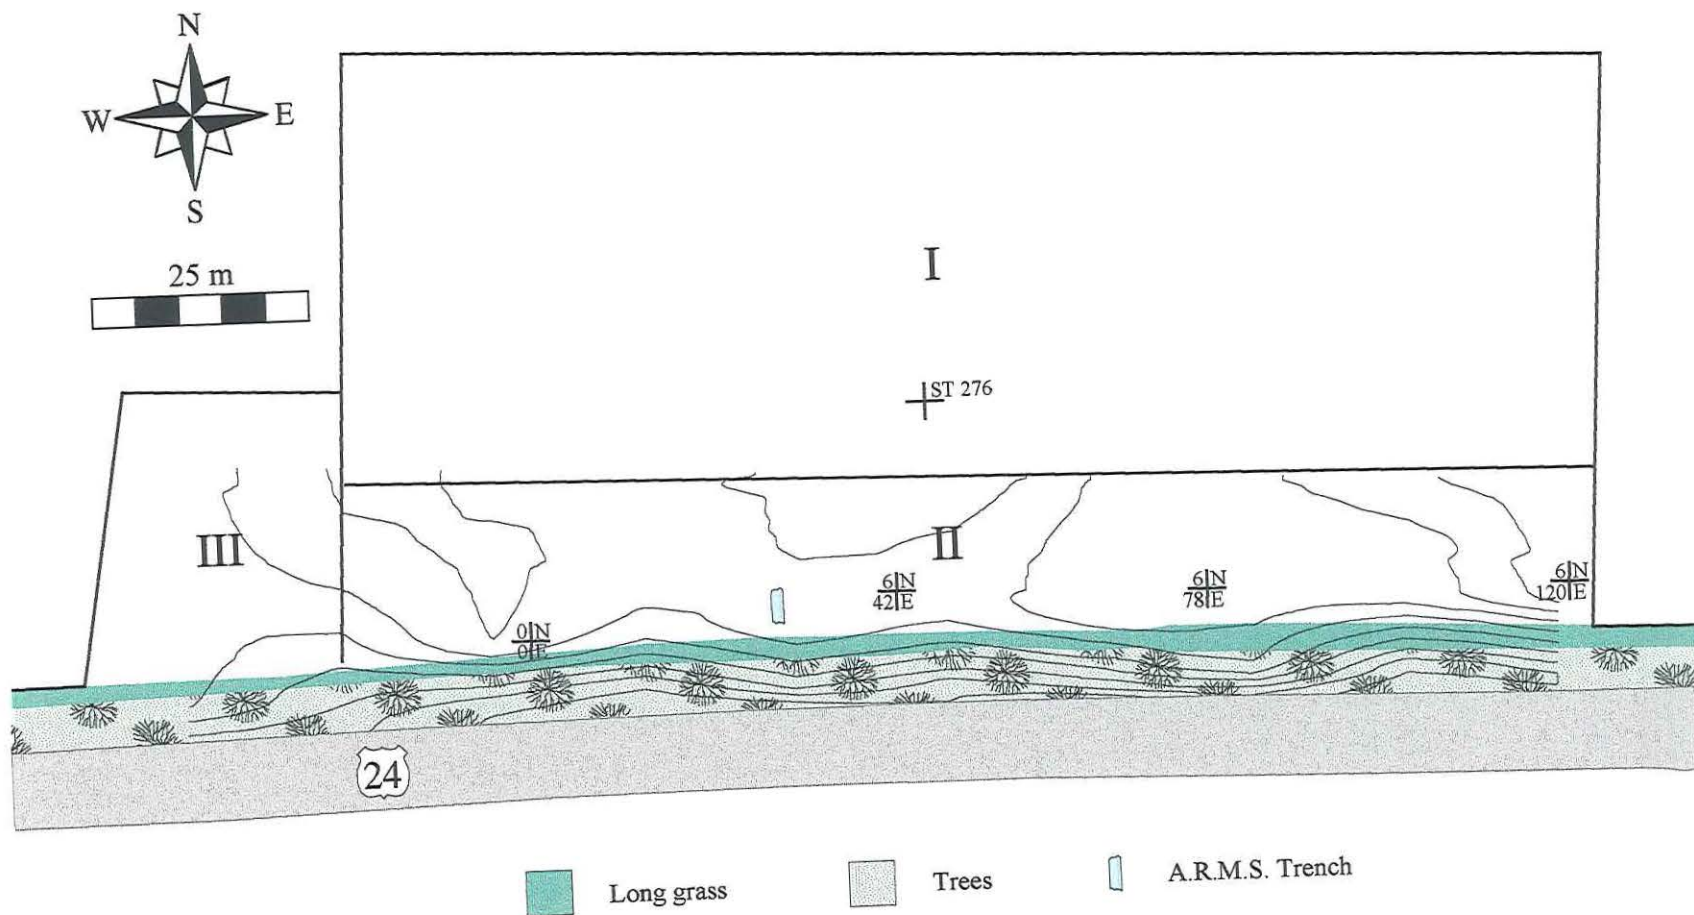 N
W E
S
25 m
I
ST 276
III
II
6 N
42 E
6 N
78 E
6 N
120 E
0 N
0 E
24
Long grass
Trees
A.R.M.S. Trench